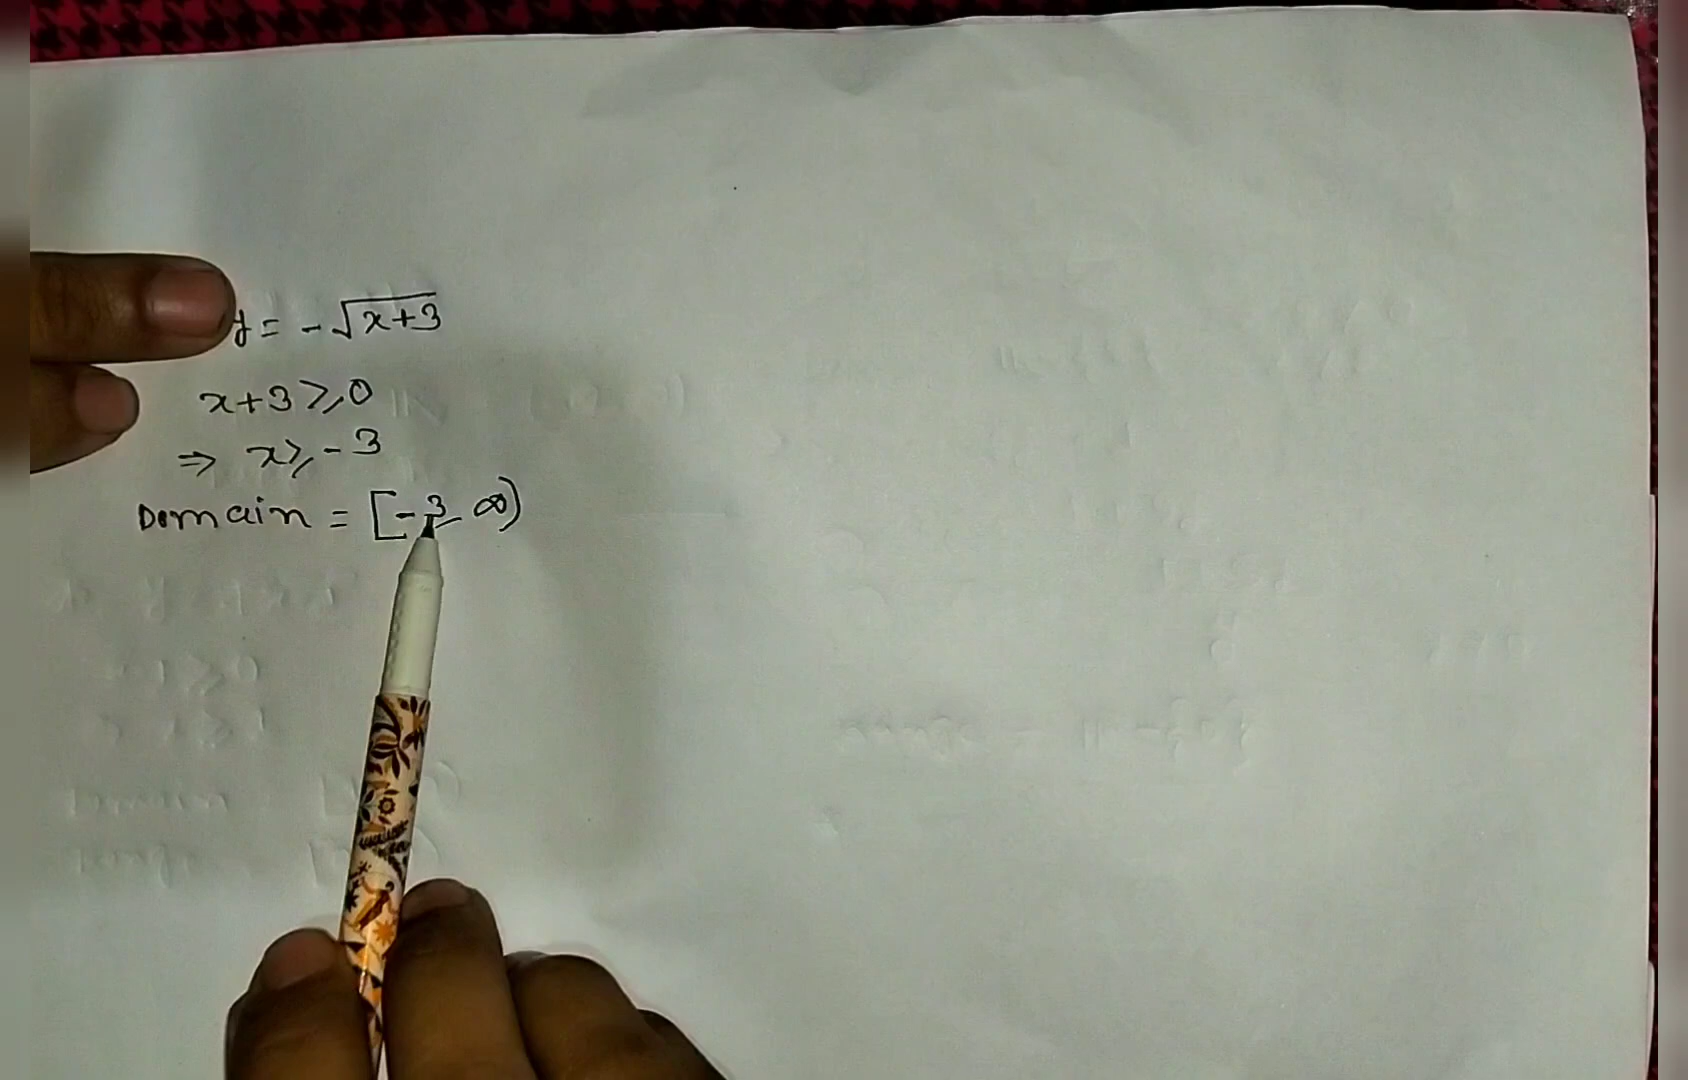 y = -√x+3
x+3 ≥ 0
⇒ x ≥ -3
Domain = [-3, ∞)